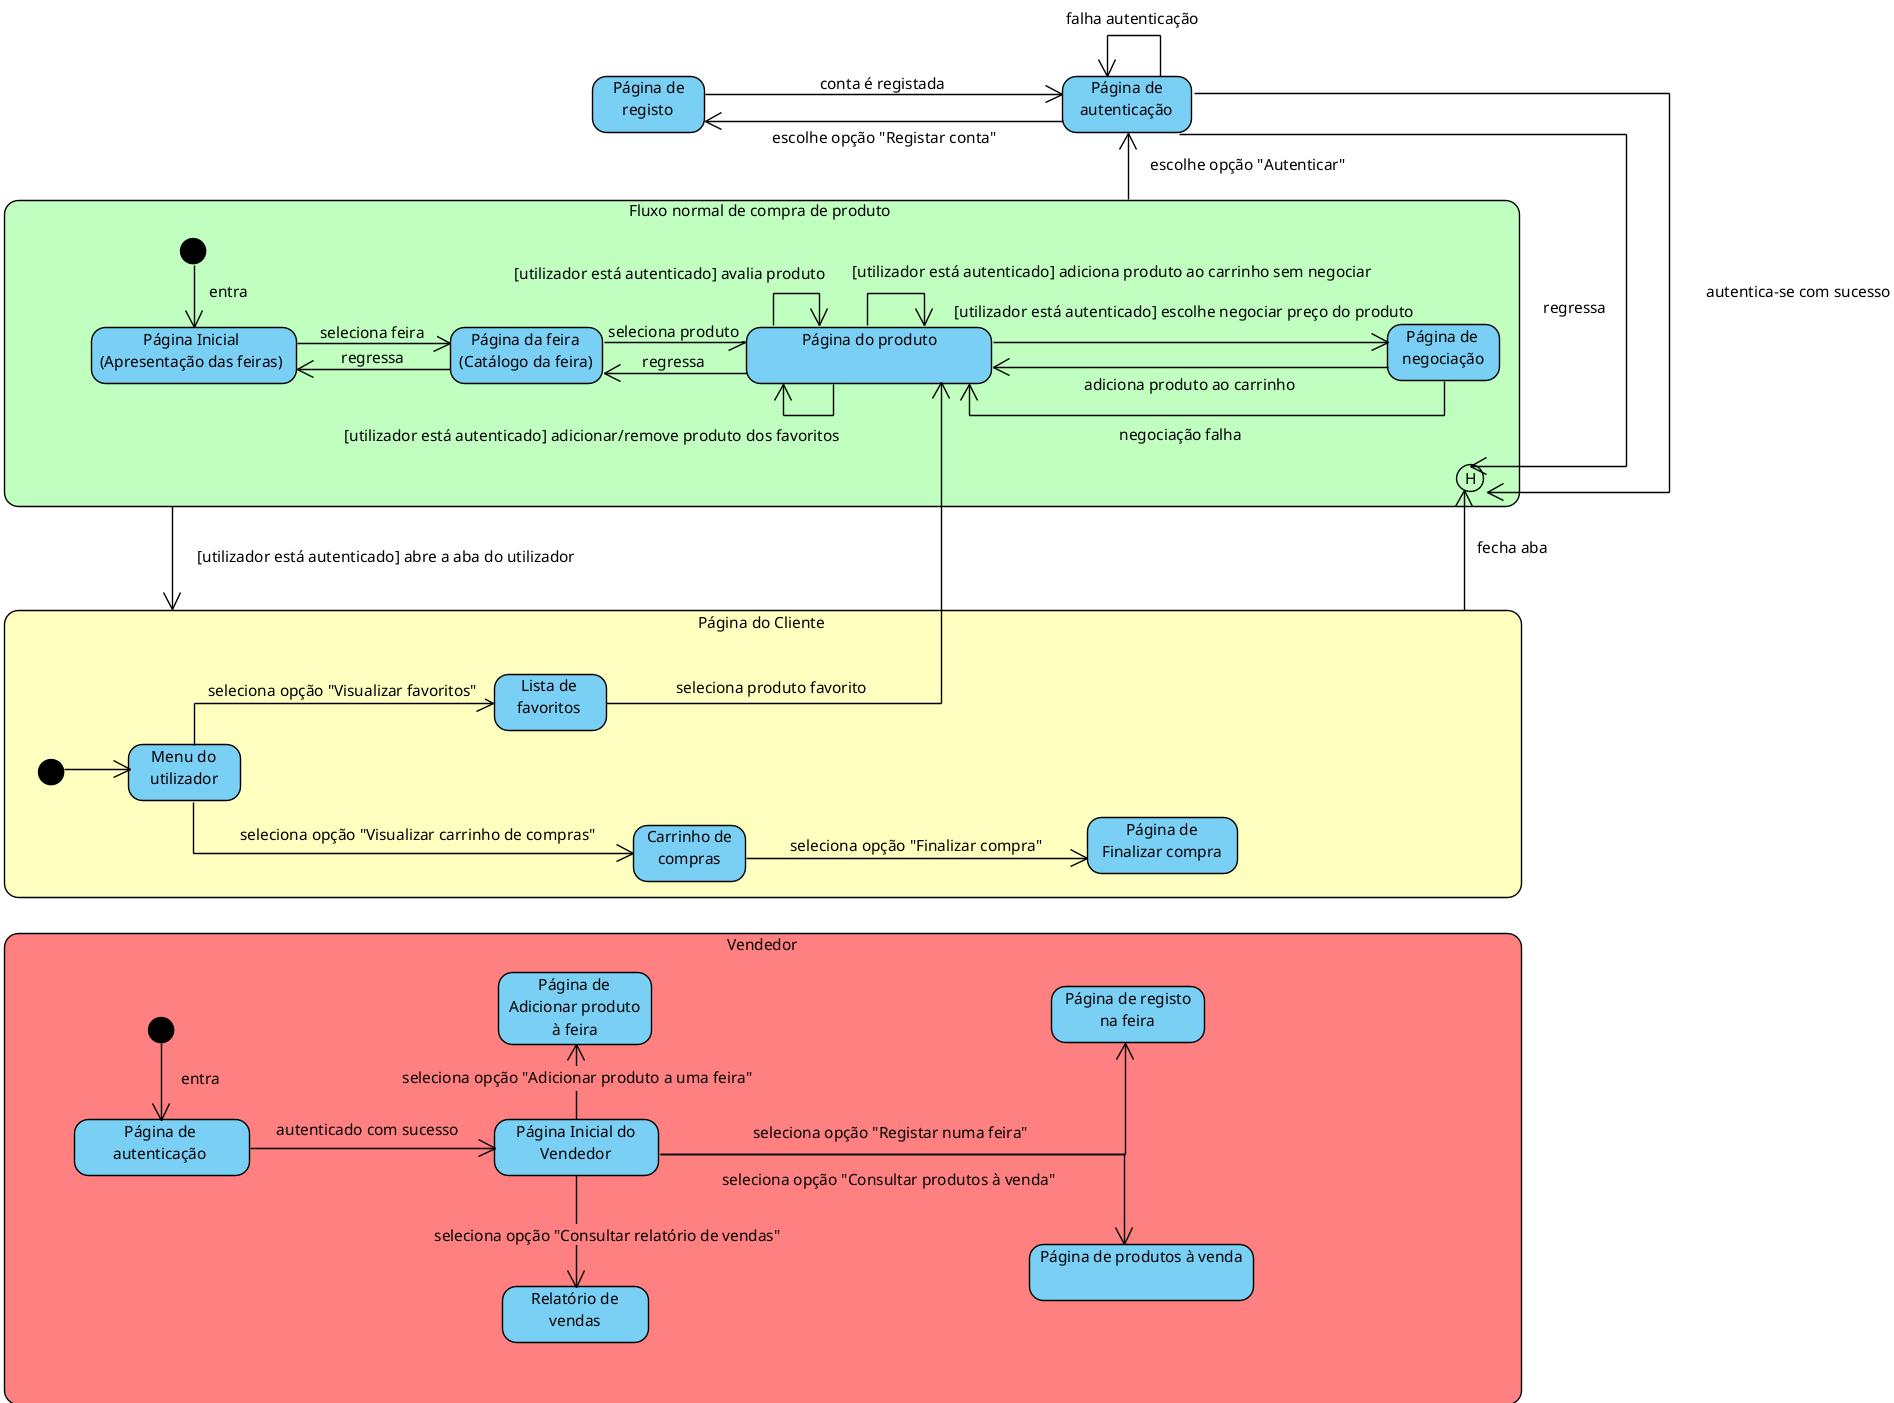 falha autenticação
Página de
registo
conta é registada
Página de
autenticação
escolhe opção "Registar conta"
escolhe opção "Autenticar"
Fluxo normal de compra de produto
entra
[utilizador está autenticado] avalia produto
[utilizador está autenticado] adiciona produto ao carrinho sem negociar
autentica-se com sucesso
regressa
[utilizador está autenticado] escolhe negociar preço do produto
Página Inicial
(Apresentação das feiras)
seleciona feira
regressa
Página da feira
(Catálogo da feira)
seleciona produto
regressa
Página do produto
Página de
negociação
adiciona produto ao carrinho
[utilizador está autenticado] adicionar/remove produto dos favoritos
negociação falha
H
[utilizador está autenticado] abre a aba do utilizador
fecha aba
Página do Cliente
seleciona opção "Visualizar favoritos"
Lista de
favoritos
seleciona produto favorito
Menu do
utilizador
seleciona opção "Visualizar carrinho de compras"
Carrinho de
compras
seleciona opção "Finalizar compra"
Página de
Finalizar compra
Vendedor
Página de
Adicionar produto
à feira
Página de registo
na feira
entra
seleciona opção "Adicionar produto a uma feira"
Página de
autenticação
autenticado com sucesso
Página Inicial do
Vendedor
seleciona opção "Registar numa feira"
seleciona opção "Consultar produtos à venda"
seleciona opção "Consultar relatório de vendas"
Página de produtos à venda
Relatório de
vendas